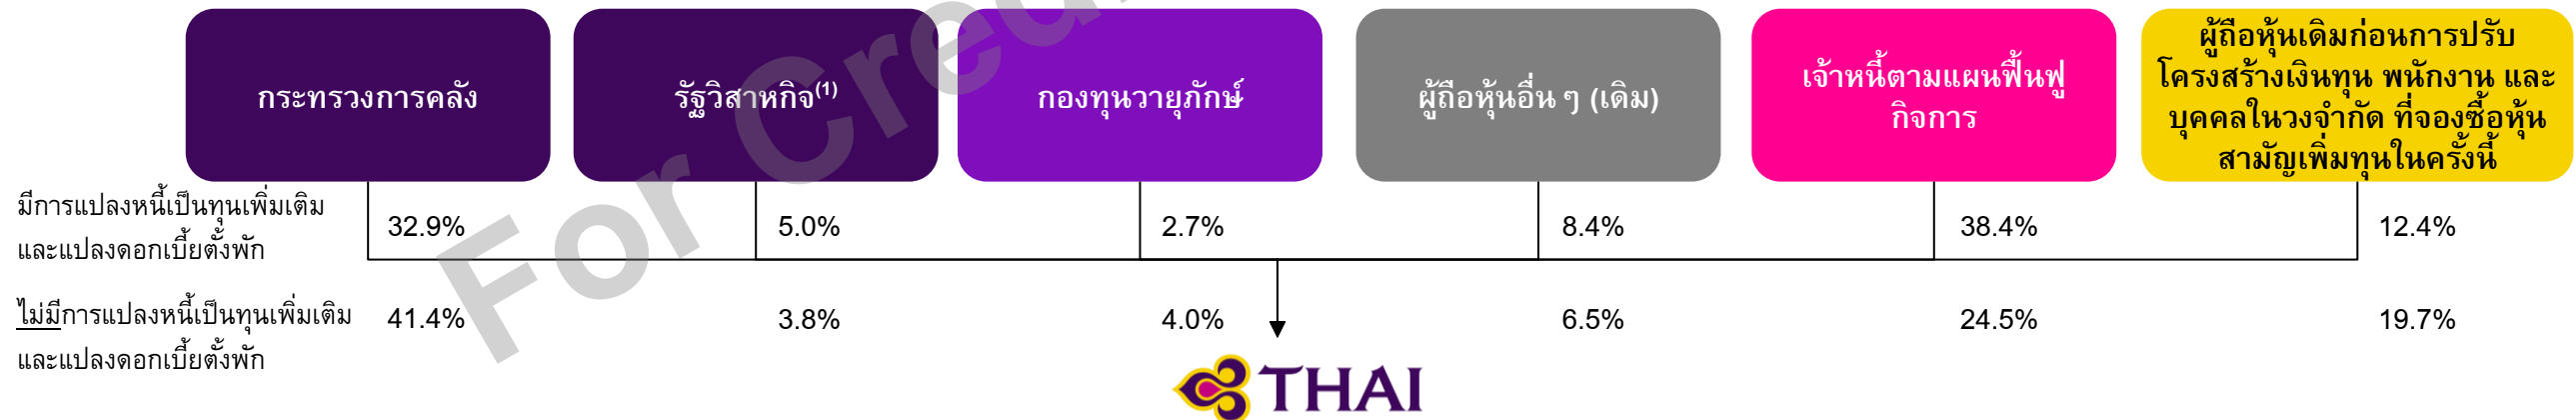 กระทรวงการคลัง
รัฐวิสาหกิจ(1)
กองทุนวายุภักษ์
ผู้ถือหุ้นอื่น ๆ (เดิม)
เจ้าหนี้ตามแผนฟื้นฟู
กิจการ
ผู้ถือหุ้นเดิมก่อนการปรับ
โครงสร้างเงินทุน พนักงาน และ
บุคคลในวงจำกัด ที่จองซื้อหุ้น
สามัญเพิ่มทุนในครั้งนี้
มีการแปลงหนี้เป็นทุนเพิ่มเติม
และแปลงดอกเบี้ยตั้งพัก
32.9% 5.0% 2.7% 8.4% 38.4% 12.4%
ไม่มีการแปลงหนี้เป็นทุนเพิ่มเติม
และแปลงดอกเบี้ยตั้งพัก
41.4% 3.8% 4.0% 6.5% 24.5% 19.7%
THAI
For Cred